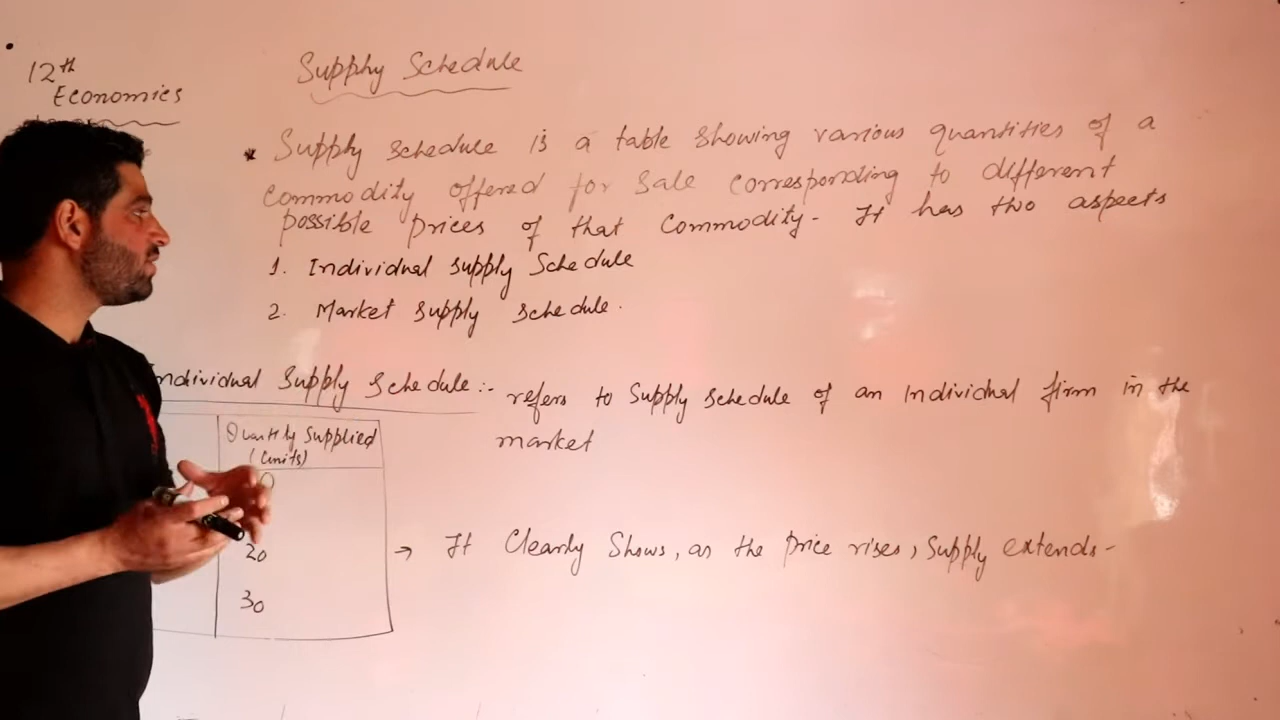 12th
Economics
Supply Schedule
* Supply schedule is a table showing various quantities of a
commodity offered for sale corresponding to different
possible prices of that commodity. It has two aspects
1. Individual supply Schedule
2. Market supply schedule.
Individual Supply Schedule :- refers to Supply schedule of an Individual firm in the
market
Quantity Supplied
(Units)
0
20
30
→ It Clearly Shows, as the price rises, Supply extends-